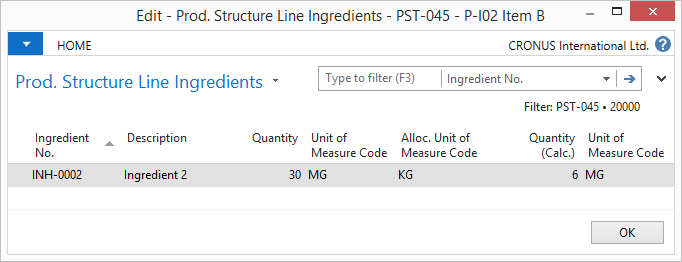 Edit - Prod. Structure Line Ingredients - PST-045 - P-I02 Item B
HOME
CRONUS International Ltd. ?
Prod. Structure Line Ingredients
Type to filter (F3)
Ingredient No.
Filter: PST-045 • 20000
Ingredient No.
Description
Quantity
Unit of Measure Code
Alloc. Unit of Measure Code
Quantity (Calc.)
Unit of Measure Code
INH-0002 Ingredient 2 30 MG KG 6 MG
OK